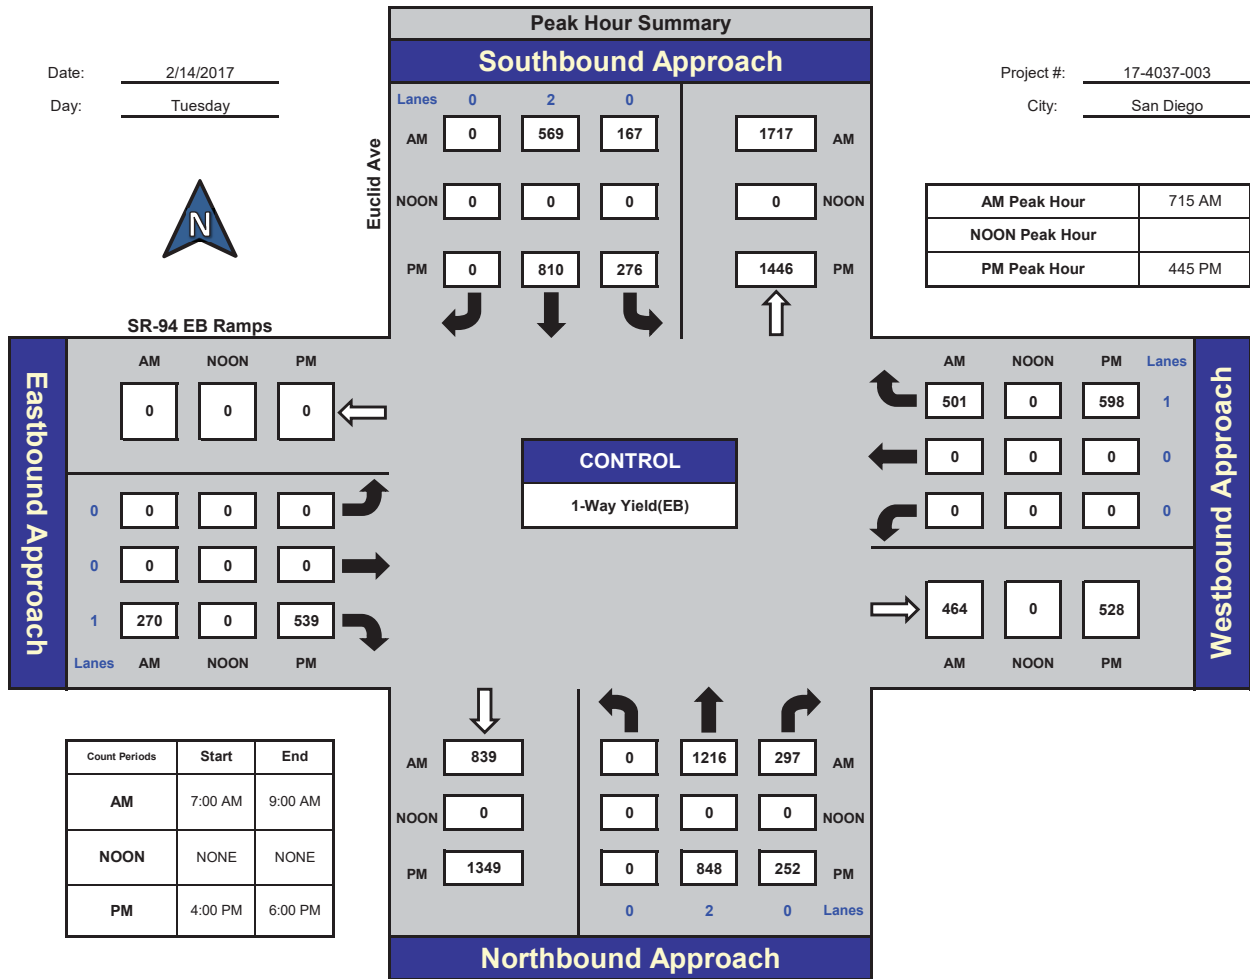 Peak Hour Summary
Southbound Approach
Date: 2/14/2017
Day: Tuesday
Project #: 17-4037-003
City: San Diego
N
Euclid Ave
Lanes 0 2 0
AM 0 569 167 1717 AM
NOON 0 0 0 0 NOON
PM 0 810 276 1446 PM
AM Peak Hour 715 AM
NOON Peak Hour
PM Peak Hour 445 PM
SR-94 EB Ramps
Eastbound Approach
AM NOON PM
0 0 0
0 0 0 0
0 0 0 0
1 270 0 539
Lanes AM NOON PM
CONTROL
1-Way Yield(EB)
AM NOON PM Lanes
501 0 598 1
0 0 0 0
0 0 0 0
464 0 528
AM NOON PM
Westbound Approach
Count Periods Start End
AM 7:00 AM 9:00 AM
NOON NONE NONE
PM 4:00 PM 6:00 PM
AM 839 0 1216 297 AM
NOON 0 0 0 0 NOON
PM 1349 0 848 252 PM
0 2 0 Lanes
Northbound Approach